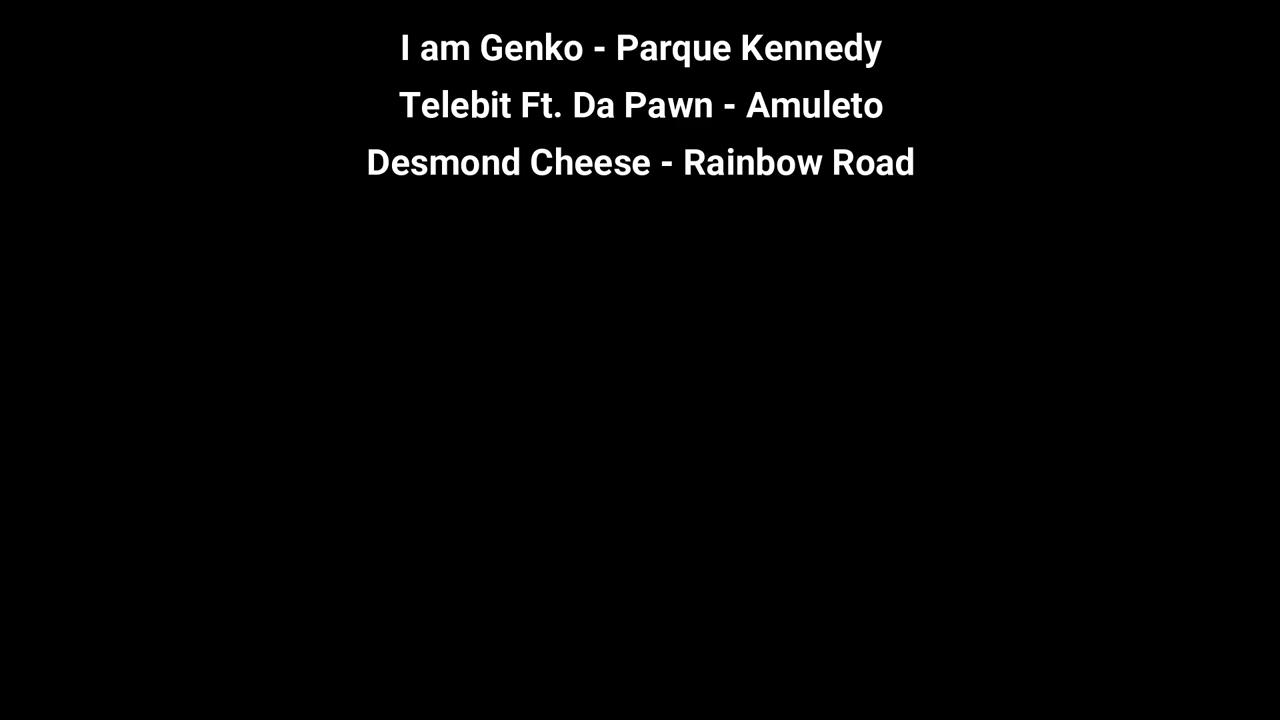 I am Genko - Parque Kennedy
Telebit Ft. Da Pawn - Amuleto
Desmond Cheese - Rainbow Road